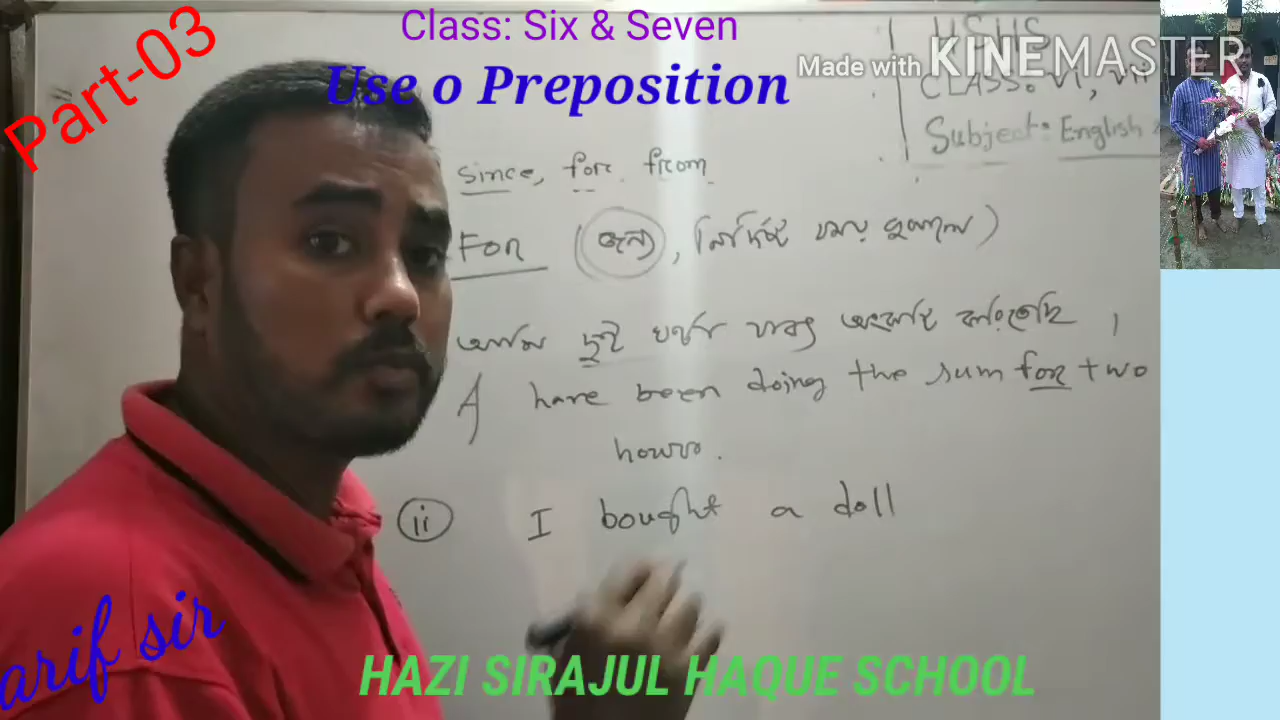 Part-03
Class: Six & Seven
Use o Preposition
Made with KINEMASTER
HSHS
CLASS: VI, VII
Subject: English
since, for from
For (জন্য, নির্দিষ্ট সময় বুঝালে)
আমি দুই ঘণ্টা যাবৎ অংকটি করিতেছি ।
I have been doing the sum for two
hours.
ii I bought a doll
arif sir
HAZI SIRAJUL HAQUE SCHOOL